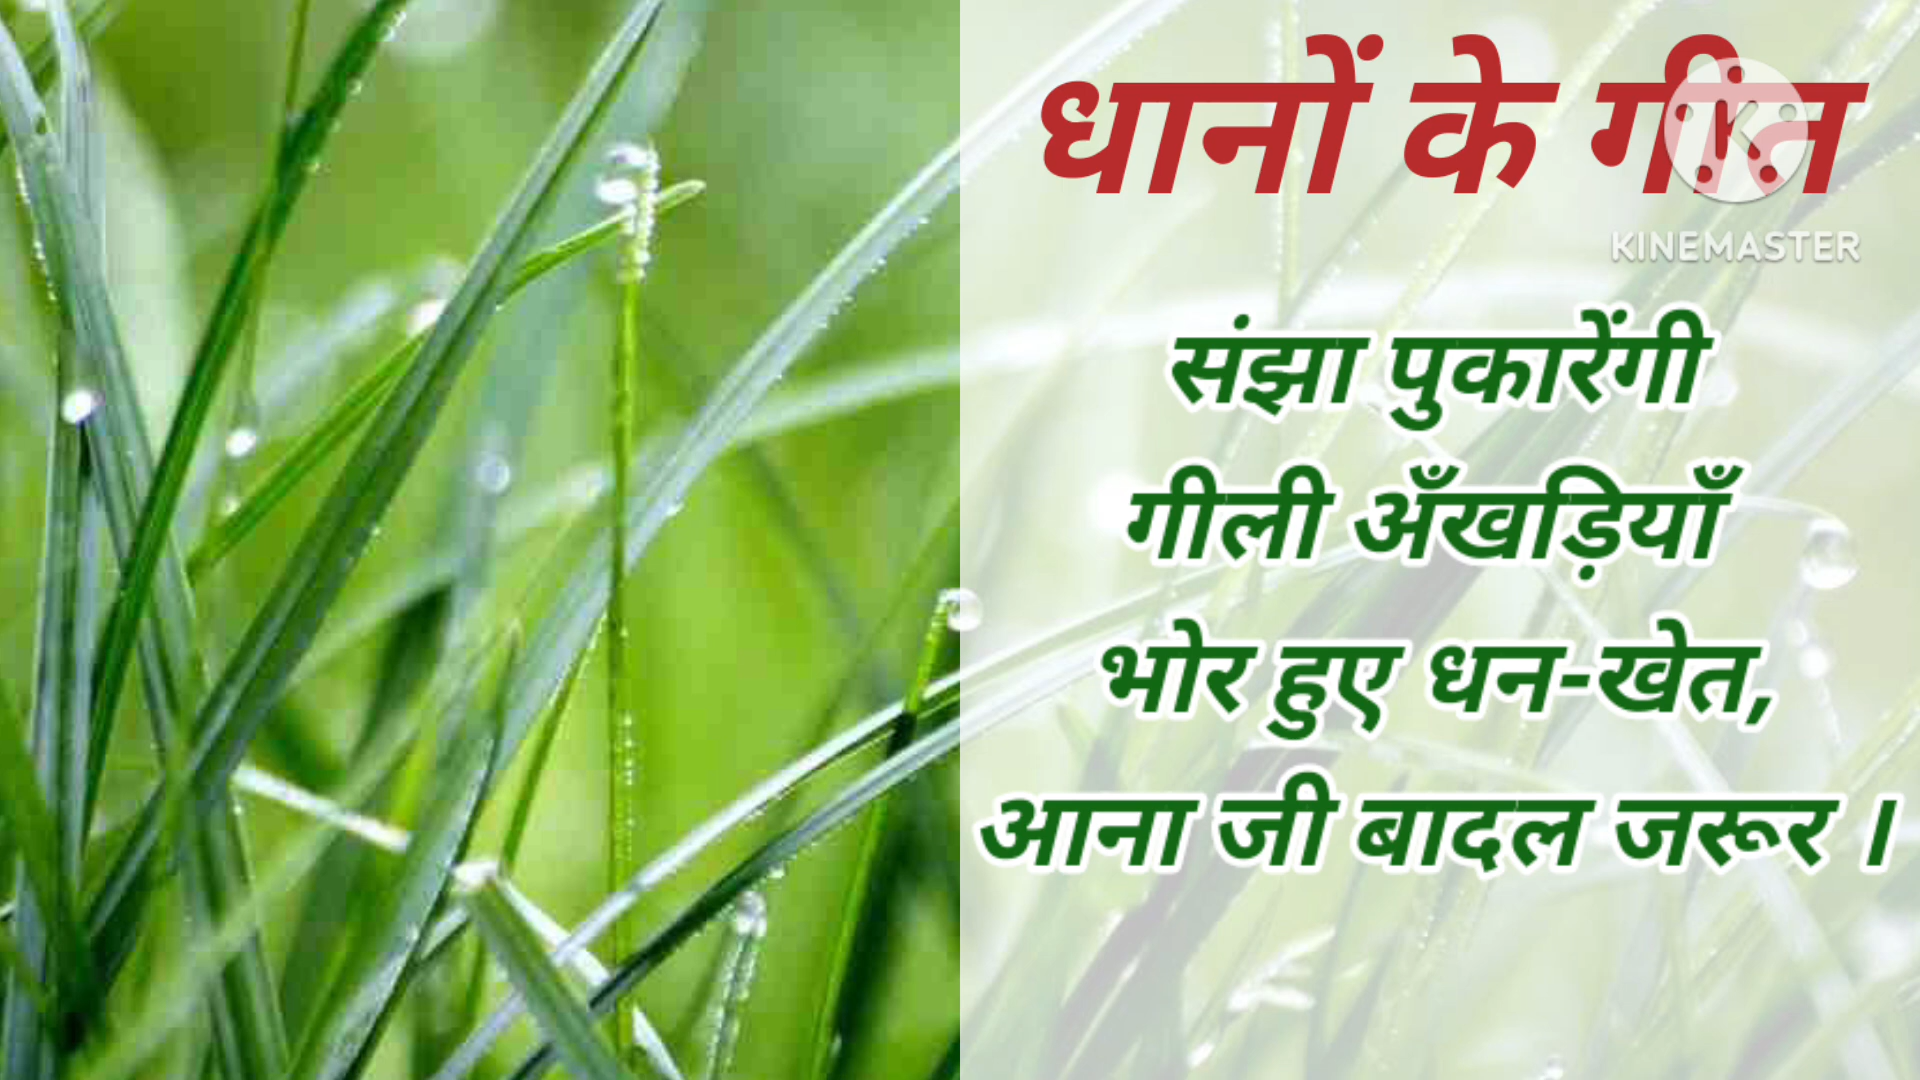 धानों के गीत
KINEMASTER
संझा पुकारेंगी
गीली अँखड़ियाँ
भोर हुए धन-खेत,
आना जी बादल जरूर ।